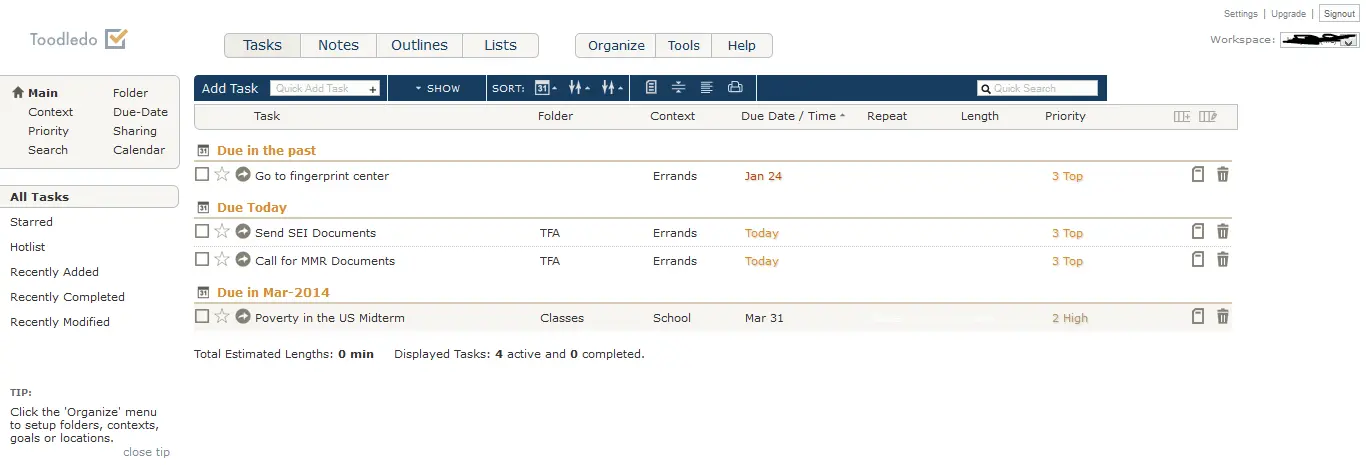 Settings | Upgrade | Signout
Toodledo
Tasks Notes Outlines Lists Organize Tools Help
Workspace:
Main Folder
Context Due-Date
Priority Sharing
Search Calendar
Add Task Quick Add Task + SHOW SORT: 31 Quick Search
Task Folder Context Due Date / Time Repeat Length Priority
31 Due in the past
Go to fingerprint center Errands Jan 24 3 Top
31 Due Today
Send SEI Documents TFA Errands Today 3 Top
Call for MMR Documents TFA Errands Today 3 Top
31 Due in Mar-2014
Poverty in the US Midterm Classes School Mar 31 2 High
Total Estimated Lengths: 0 min Displayed Tasks: 4 active and 0 completed.
All Tasks
Starred
Hotlist
Recently Added
Recently Completed
Recently Modified
TIP:
Click the 'Organize' menu
to setup folders, contexts,
goals or locations.
close tip